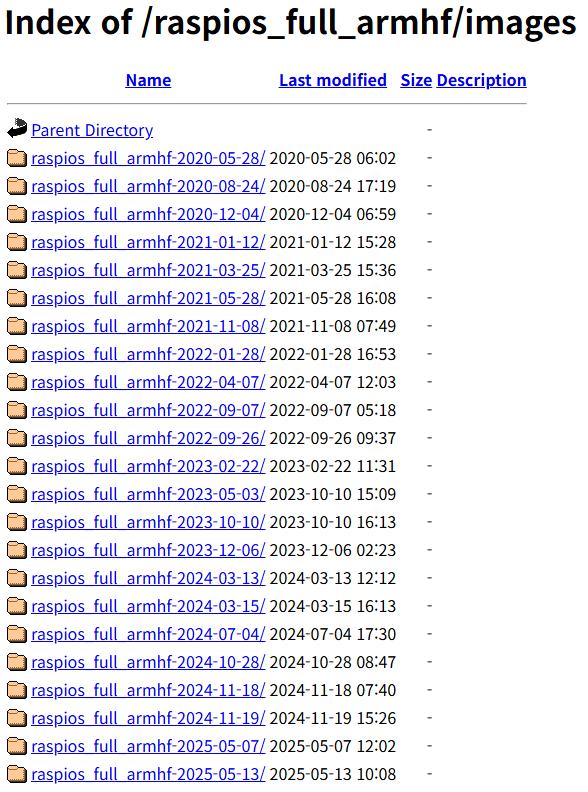 Index of /raspios_full_armhf/images
Name Last modified Size Description
Parent Directory -
raspios_full_armhf-2020-05-28/ 2020-05-28 06:02 -
raspios_full_armhf-2020-08-24/ 2020-08-24 17:19 -
raspios_full_armhf-2020-12-04/ 2020-12-04 06:59 -
raspios_full_armhf-2021-01-12/ 2021-01-12 15:28 -
raspios_full_armhf-2021-03-25/ 2021-03-25 15:36 -
raspios_full_armhf-2021-05-28/ 2021-05-28 16:08 -
raspios_full_armhf-2021-11-08/ 2021-11-08 07:49 -
raspios_full_armhf-2022-01-28/ 2022-01-28 16:53 -
raspios_full_armhf-2022-04-07/ 2022-04-07 12:03 -
raspios_full_armhf-2022-09-07/ 2022-09-07 05:18 -
raspios_full_armhf-2022-09-26/ 2022-09-26 09:37 -
raspios_full_armhf-2023-02-22/ 2023-02-22 11:31 -
raspios_full_armhf-2023-05-03/ 2023-10-10 15:09 -
raspios_full_armhf-2023-10-10/ 2023-10-10 16:13 -
raspios_full_armhf-2023-12-06/ 2023-12-06 02:23 -
raspios_full_armhf-2024-03-13/ 2024-03-13 12:12 -
raspios_full_armhf-2024-03-15/ 2024-03-15 16:13 -
raspios_full_armhf-2024-07-04/ 2024-07-04 17:30 -
raspios_full_armhf-2024-10-28/ 2024-10-28 08:47 -
raspios_full_armhf-2024-11-18/ 2024-11-18 07:40 -
raspios_full_armhf-2024-11-19/ 2024-11-19 15:26 -
raspios_full_armhf-2025-05-07/ 2025-05-07 12:02 -
raspios_full_armhf-2025-05-13/ 2025-05-13 10:08 -